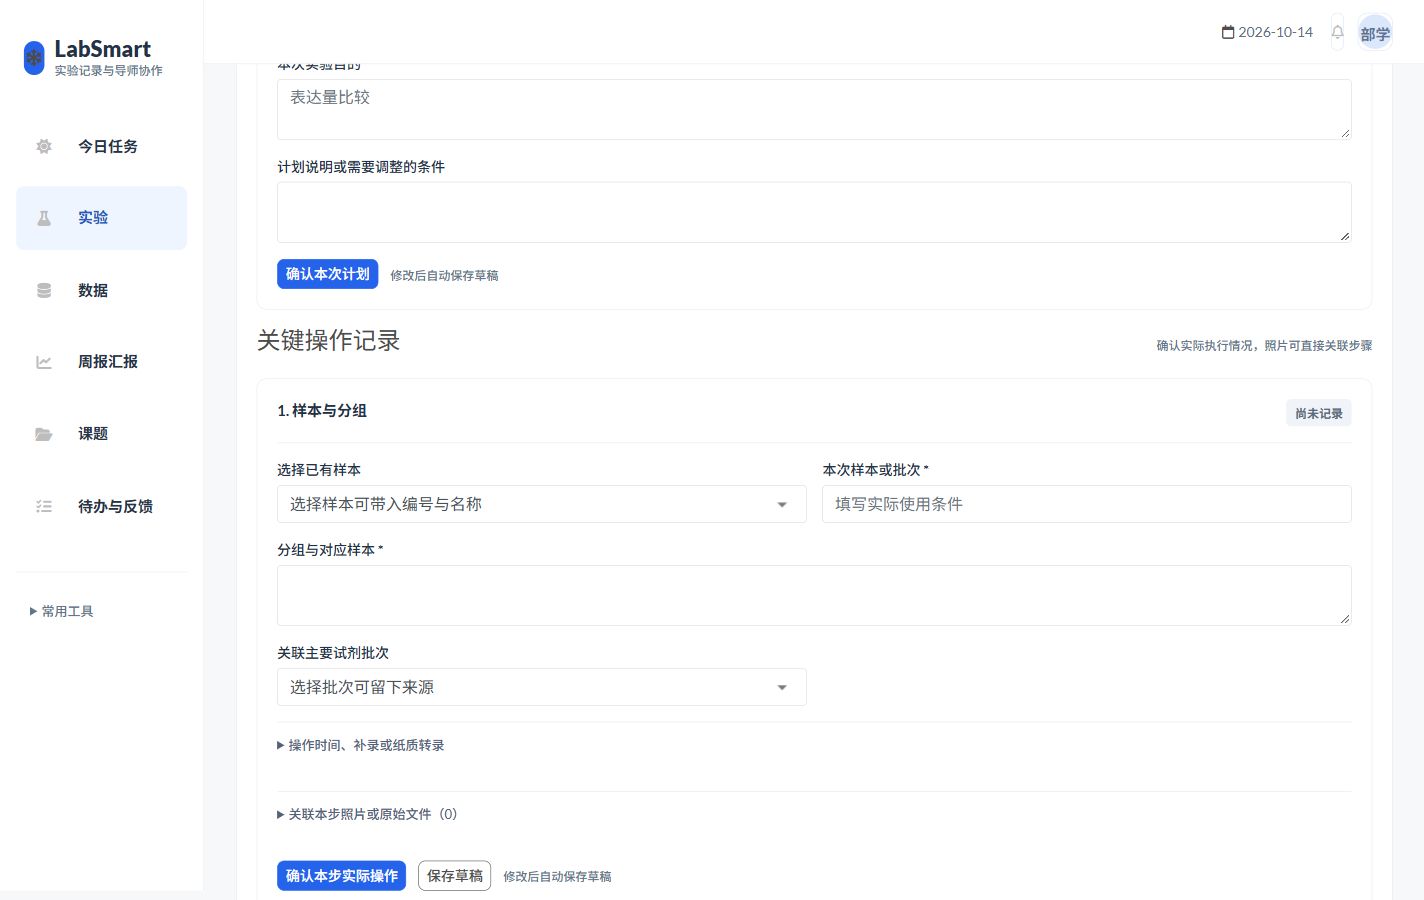 LabSmart
实验记录与导师协作
2026-10-14
部学
今日任务
实验
数据
周报汇报
课题
待办与反馈
▶ 常用工具
本次实验目的
表达量比较
计划说明或需要调整的条件
确认本次计划
修改后自动保存草稿
关键操作记录
确认实际执行情况，照片可直接关联步骤
1. 样本与分组
尚未记录
选择已有样本
本次样本或批次 *
选择样本可带入编号与名称
填写实际使用条件
分组与对应样本 *
关联主要试剂批次
选择批次可留下来源
▶ 操作时间、补录或纸质转录
▶ 关联本步照片或原始文件（0）
确认本步实际操作
保存草稿
修改后自动保存草稿